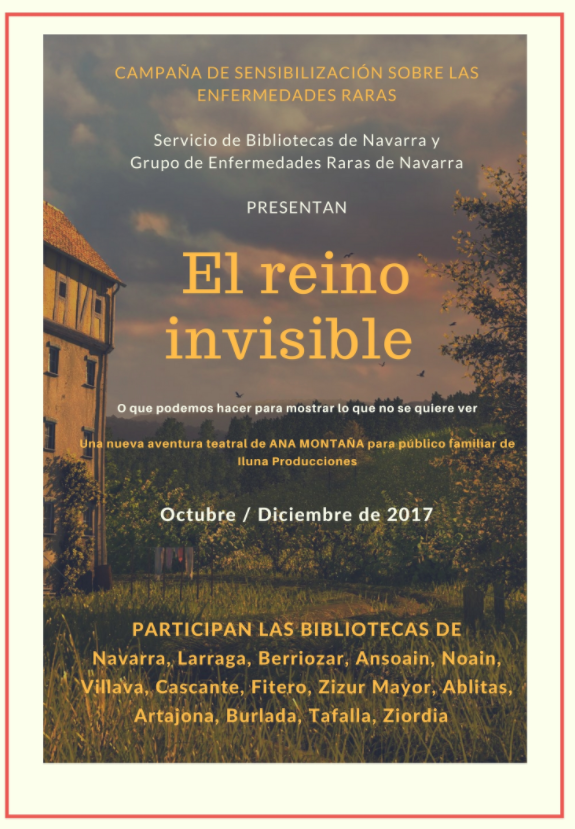 CAMPAÑA DE SENSIBILIZACIÓN SOBRE LAS
ENFERMEDADES RARAS
Servicio de Bibliotecas de Navarra y
Grupo de Enfermedades Raras de Navarra
PRESENTAN
El reino
invisible
O que podemos hacer para mostrar lo que no se quiere ver
Una nueva aventura teatral de ANA MONTAÑA para público familiar de
Iluna Producciones
Octubre / Diciembre de 2017
PARTICIPAN LAS BIBLIOTECAS DE
Navarra, Larraga, Berriozar, Ansoain, Noain,
Villava, Cascante, Fitero, Zizur Mayor, Ablitas,
Artajona, Burlada, Tafalla, Ziordia